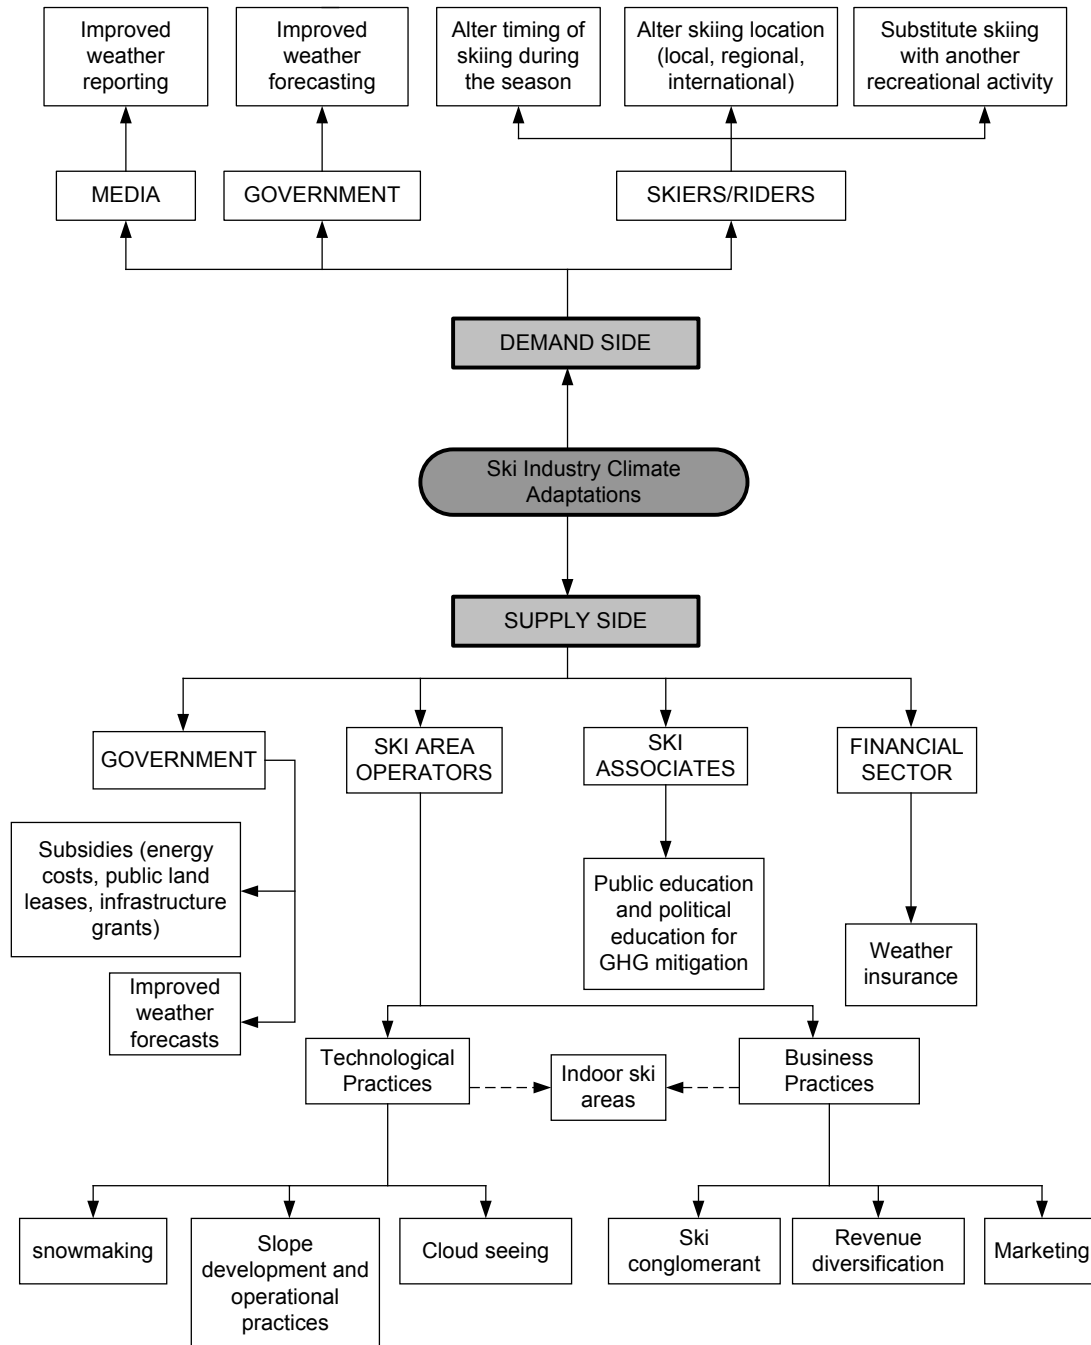 Improved
weather
reporting
Improved
weather
forecasting
Alter timing of
skiing during
the season
Alter skiing location
(local, regional,
international)
Substitute skiing
with another
recreational activity
MEDIA
GOVERNMENT
SKIERS/RIDERS
DEMAND SIDE
Ski Industry Climate
Adaptations
SUPPLY SIDE
GOVERNMENT
SKI AREA
OPERATORS
SKI
ASSOCIATES
FINANCIAL
SECTOR
Subsidies (energy
costs, public land
leases, infrastructure
grants)
Public education
and political
education for
GHG mitigation
Weather
insurance
Improved
weather
forecasts
Technological
Practices
Indoor ski
areas
Business
Practices
snowmaking
Slope
development and
operational
practices
Cloud seeing
Ski
conglomerant
Revenue
diversification
Marketing